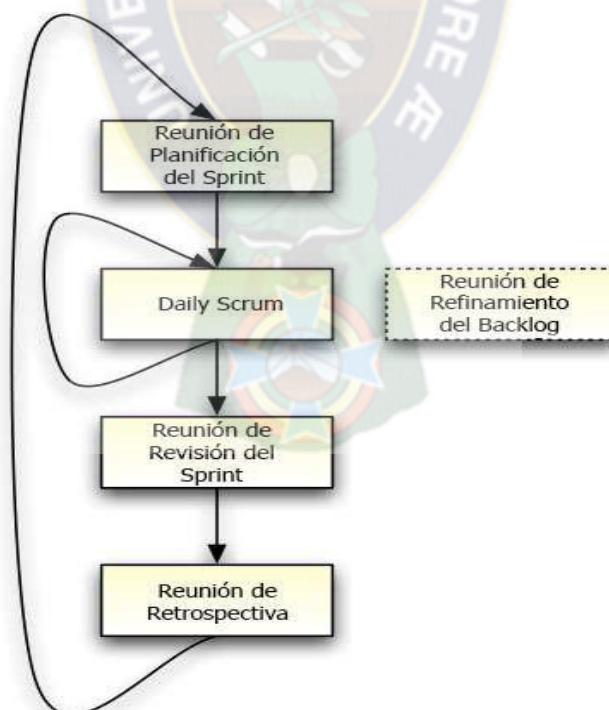 Reunión de
Planificación
del Sprint
Daily Scrum
Reunión de
Refinamiento
del Backlog
Reunión de
Revisión del
Sprint
Reunión de
Retrospectiva